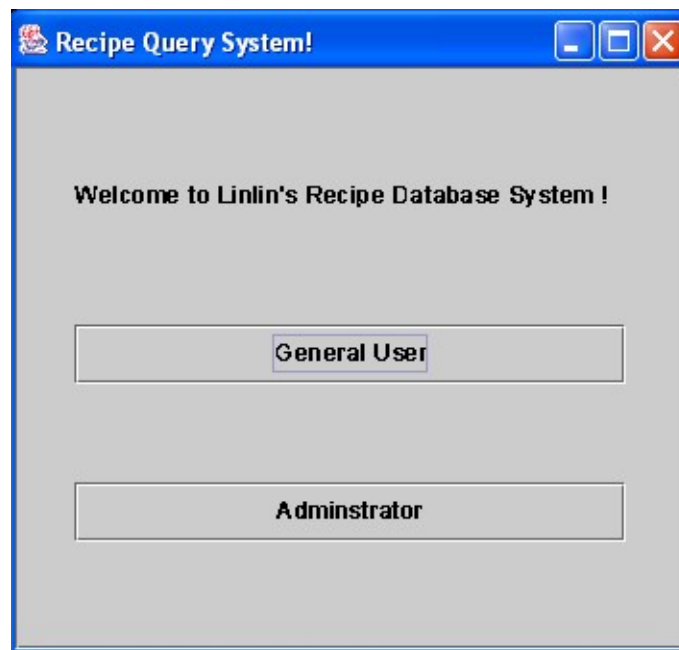 Recipe Query System!
Welcome to Linlin's Recipe Database System !
General User
Adminstrator